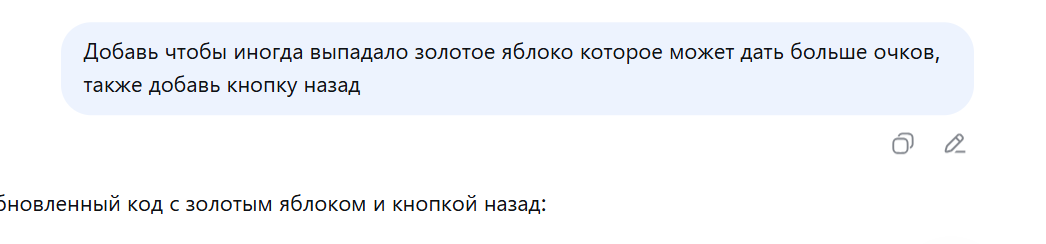 Добавь чтобы иногда выпадало золотое яблоко которое может дать больше очков,
также добавь кнопку назад
бновленный код с золотым яблоком и кнопкой назад: